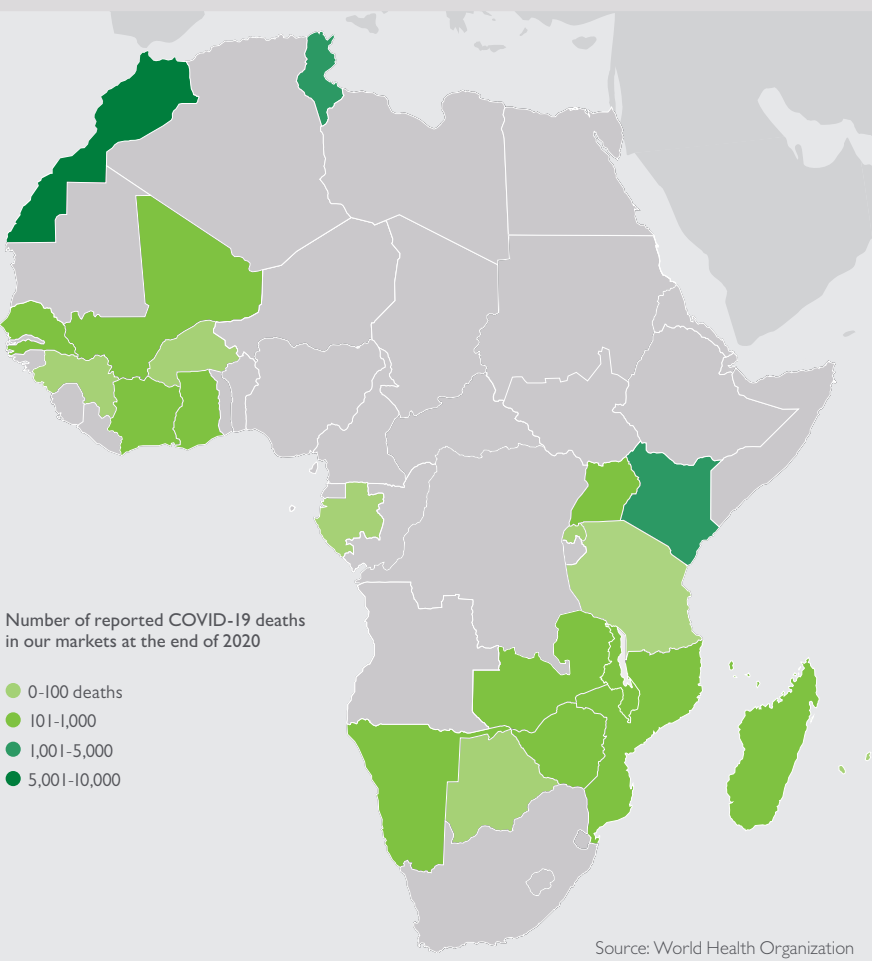 Number of reported COVID-19 deaths
in our markets at the end of 2020
0-100 deaths
101-1,000
1,001-5,000
5,001-10,000
Source: World Health Organization